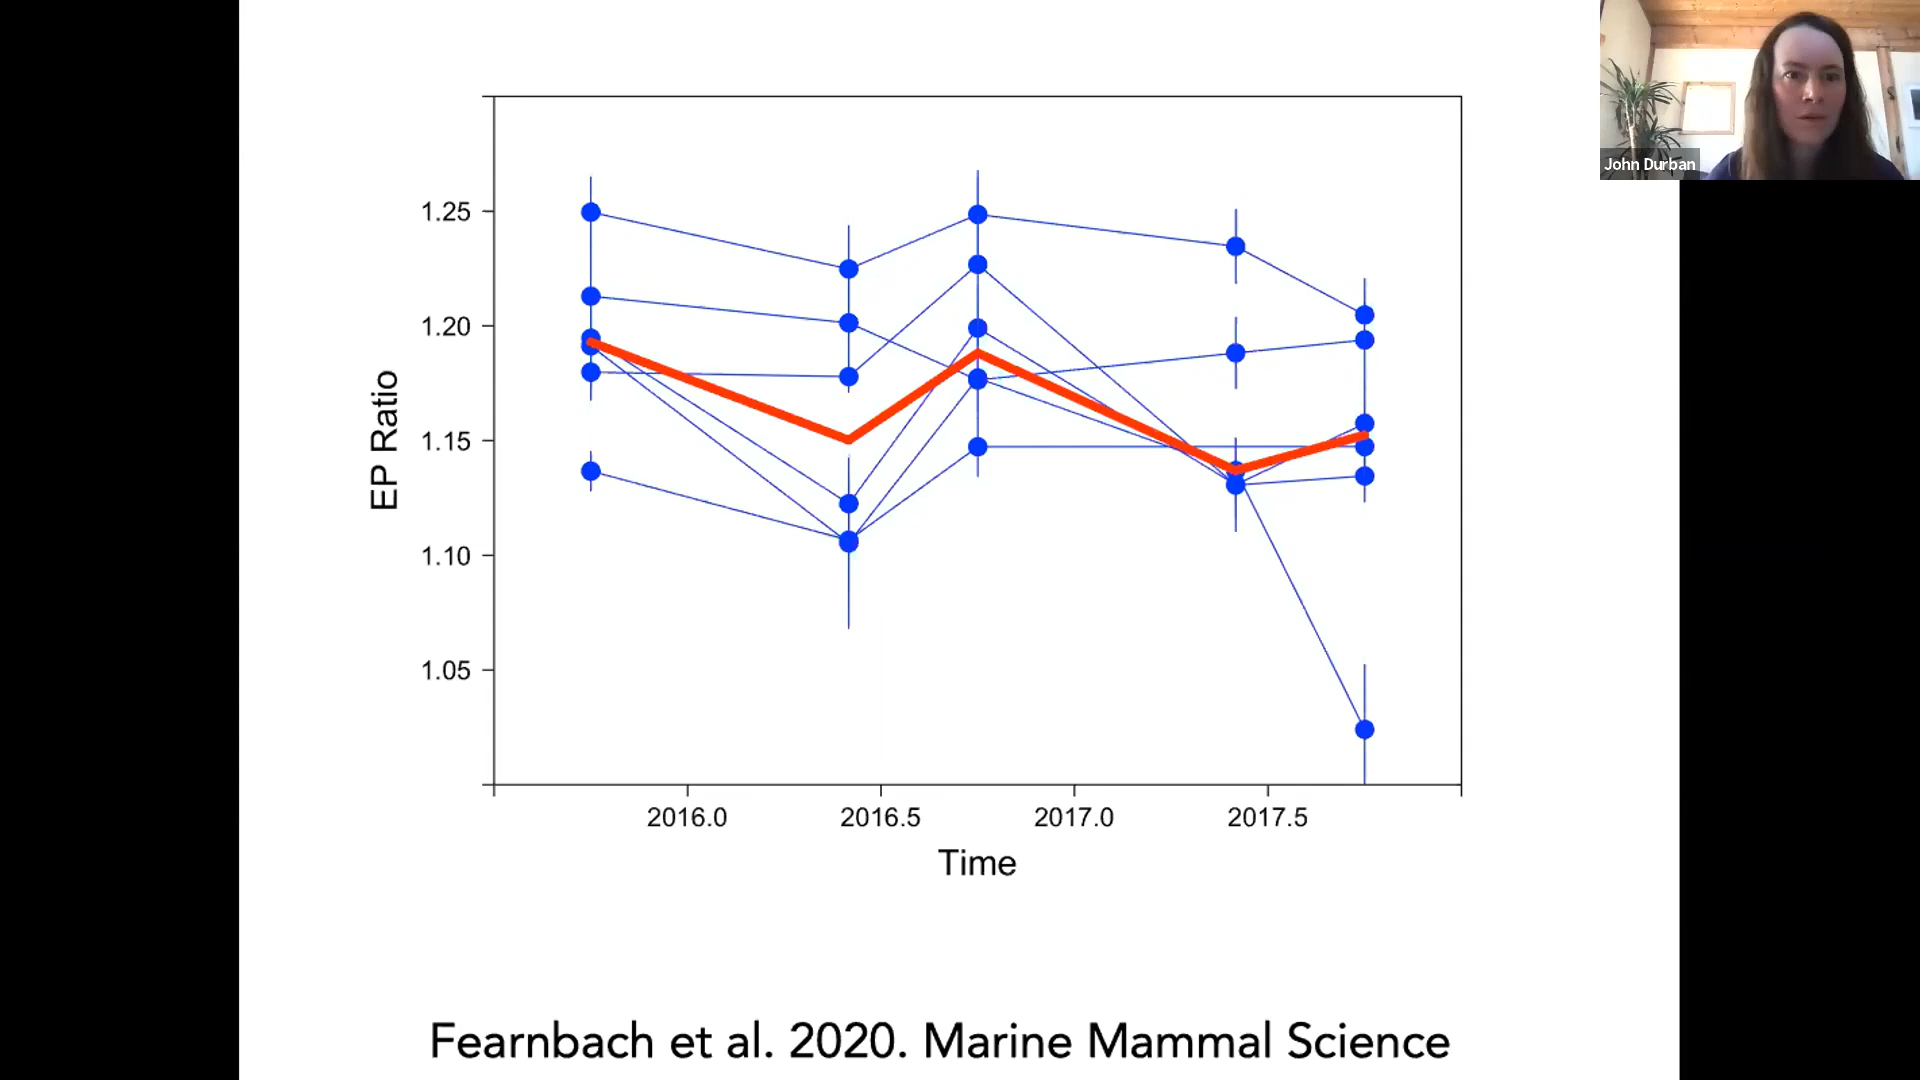 John Durban
1.25
1.20
1.15
1.10
1.05
EP Ratio
2016.0 2016.5 2017.0 2017.5
Time
Fearnbach et al. 2020. Marine Mammal Science